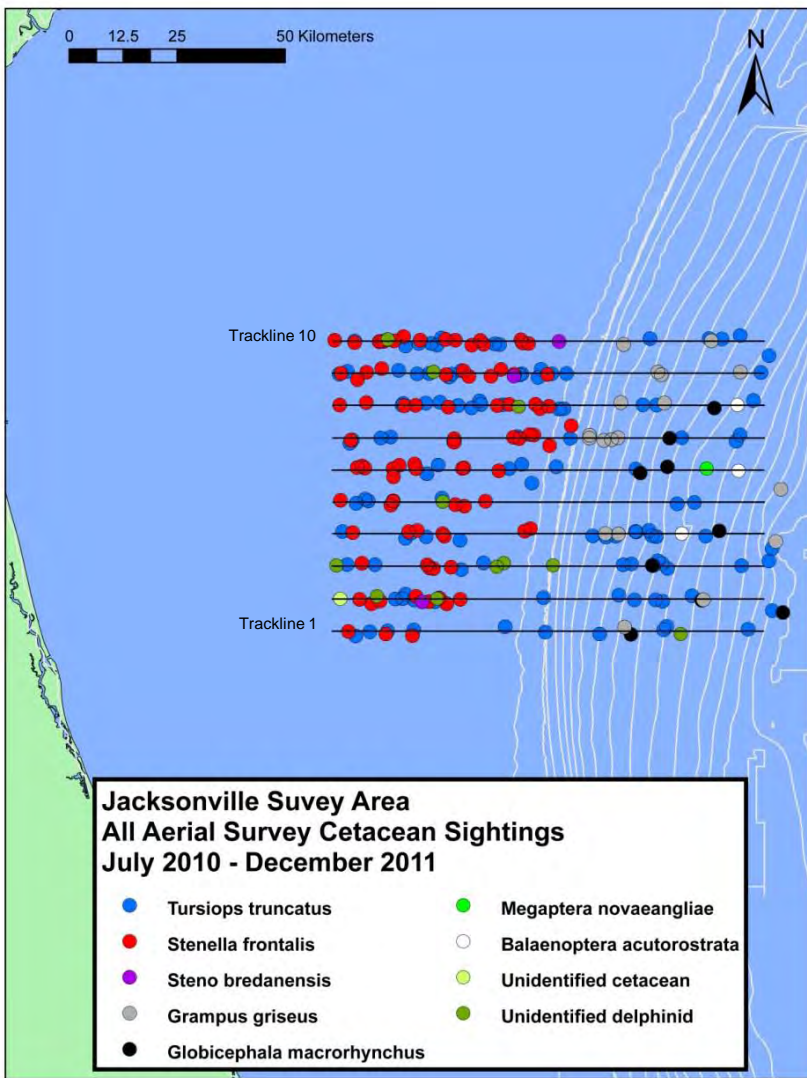 0 12.5 25 50 Kilometers
N
Trackline 10
Trackline 1
Jacksonville Suvey Area
All Aerial Survey Cetacean Sightings
July 2010 - December 2011
Tursiops truncatus
Megaptera novaeangliae
Stenella frontalis
Balaenoptera acutorostrata
Steno bredanensis
Unidentified cetacean
Grampus griseus
Unidentified delphinid
Globicephala macrorhynchus